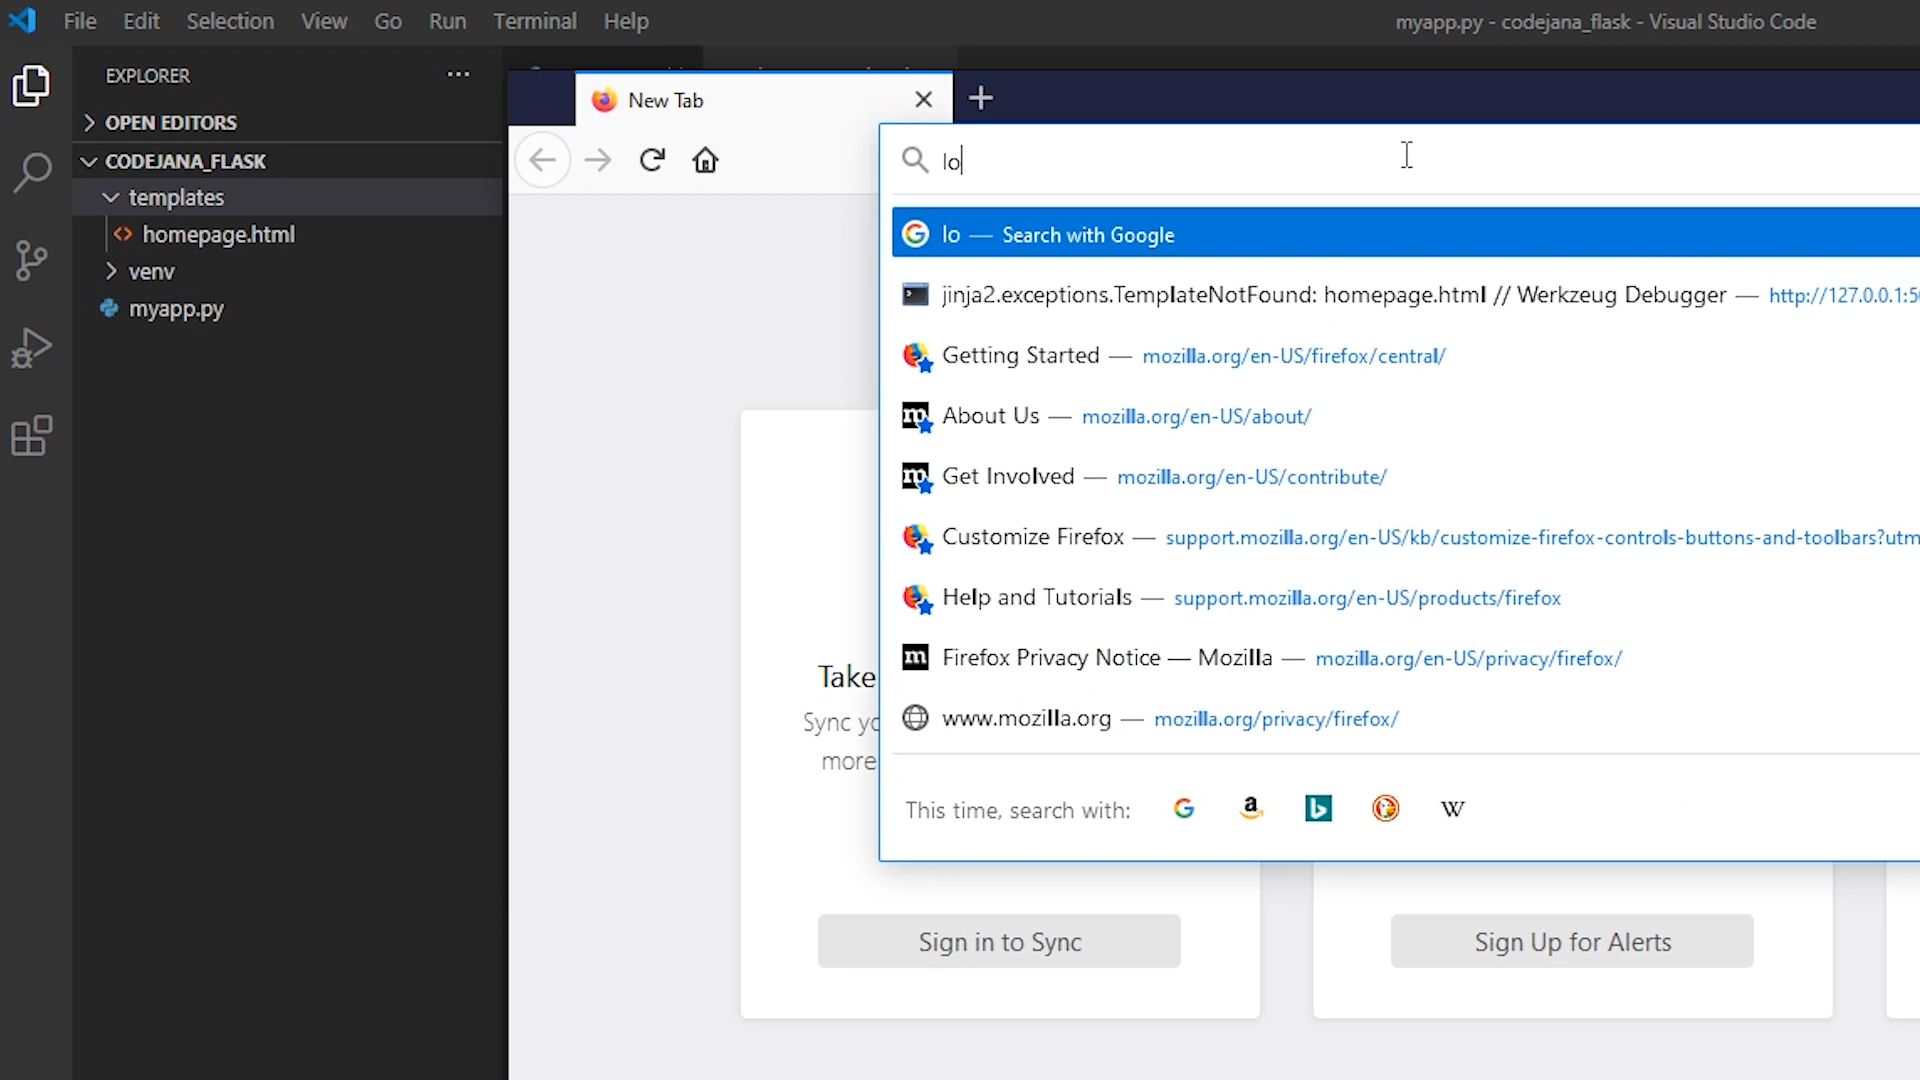 File Edit Selection View Go Run Terminal Help
myapp.py - codejana_flask - Visual Studio Code
EXPLORER
OPEN EDITORS
CODEJANA_FLASK
templates
homepage.html
venv
myapp.py
New Tab
lo
lo — Search with Google
jinja2.exceptions.TemplateNotFound: homepage.html // Werkzeug Debugger — http://127.0.0.1:5
Getting Started — mozilla.org/en-US/firefox/central/
About Us — mozilla.org/en-US/about/
Get Involved — mozilla.org/en-US/contribute/
Customize Firefox — support.mozilla.org/en-US/kb/customize-firefox-controls-buttons-and-toolbars?utm
Help and Tutorials — support.mozilla.org/en-US/products/firefox
Firefox Privacy Notice — Mozilla — mozilla.org/en-US/privacy/firefox/
www.mozilla.org — mozilla.org/privacy/firefox/
This time, search with:
Take
Sync yo
more
Sign in to Sync
Sign Up for Alerts